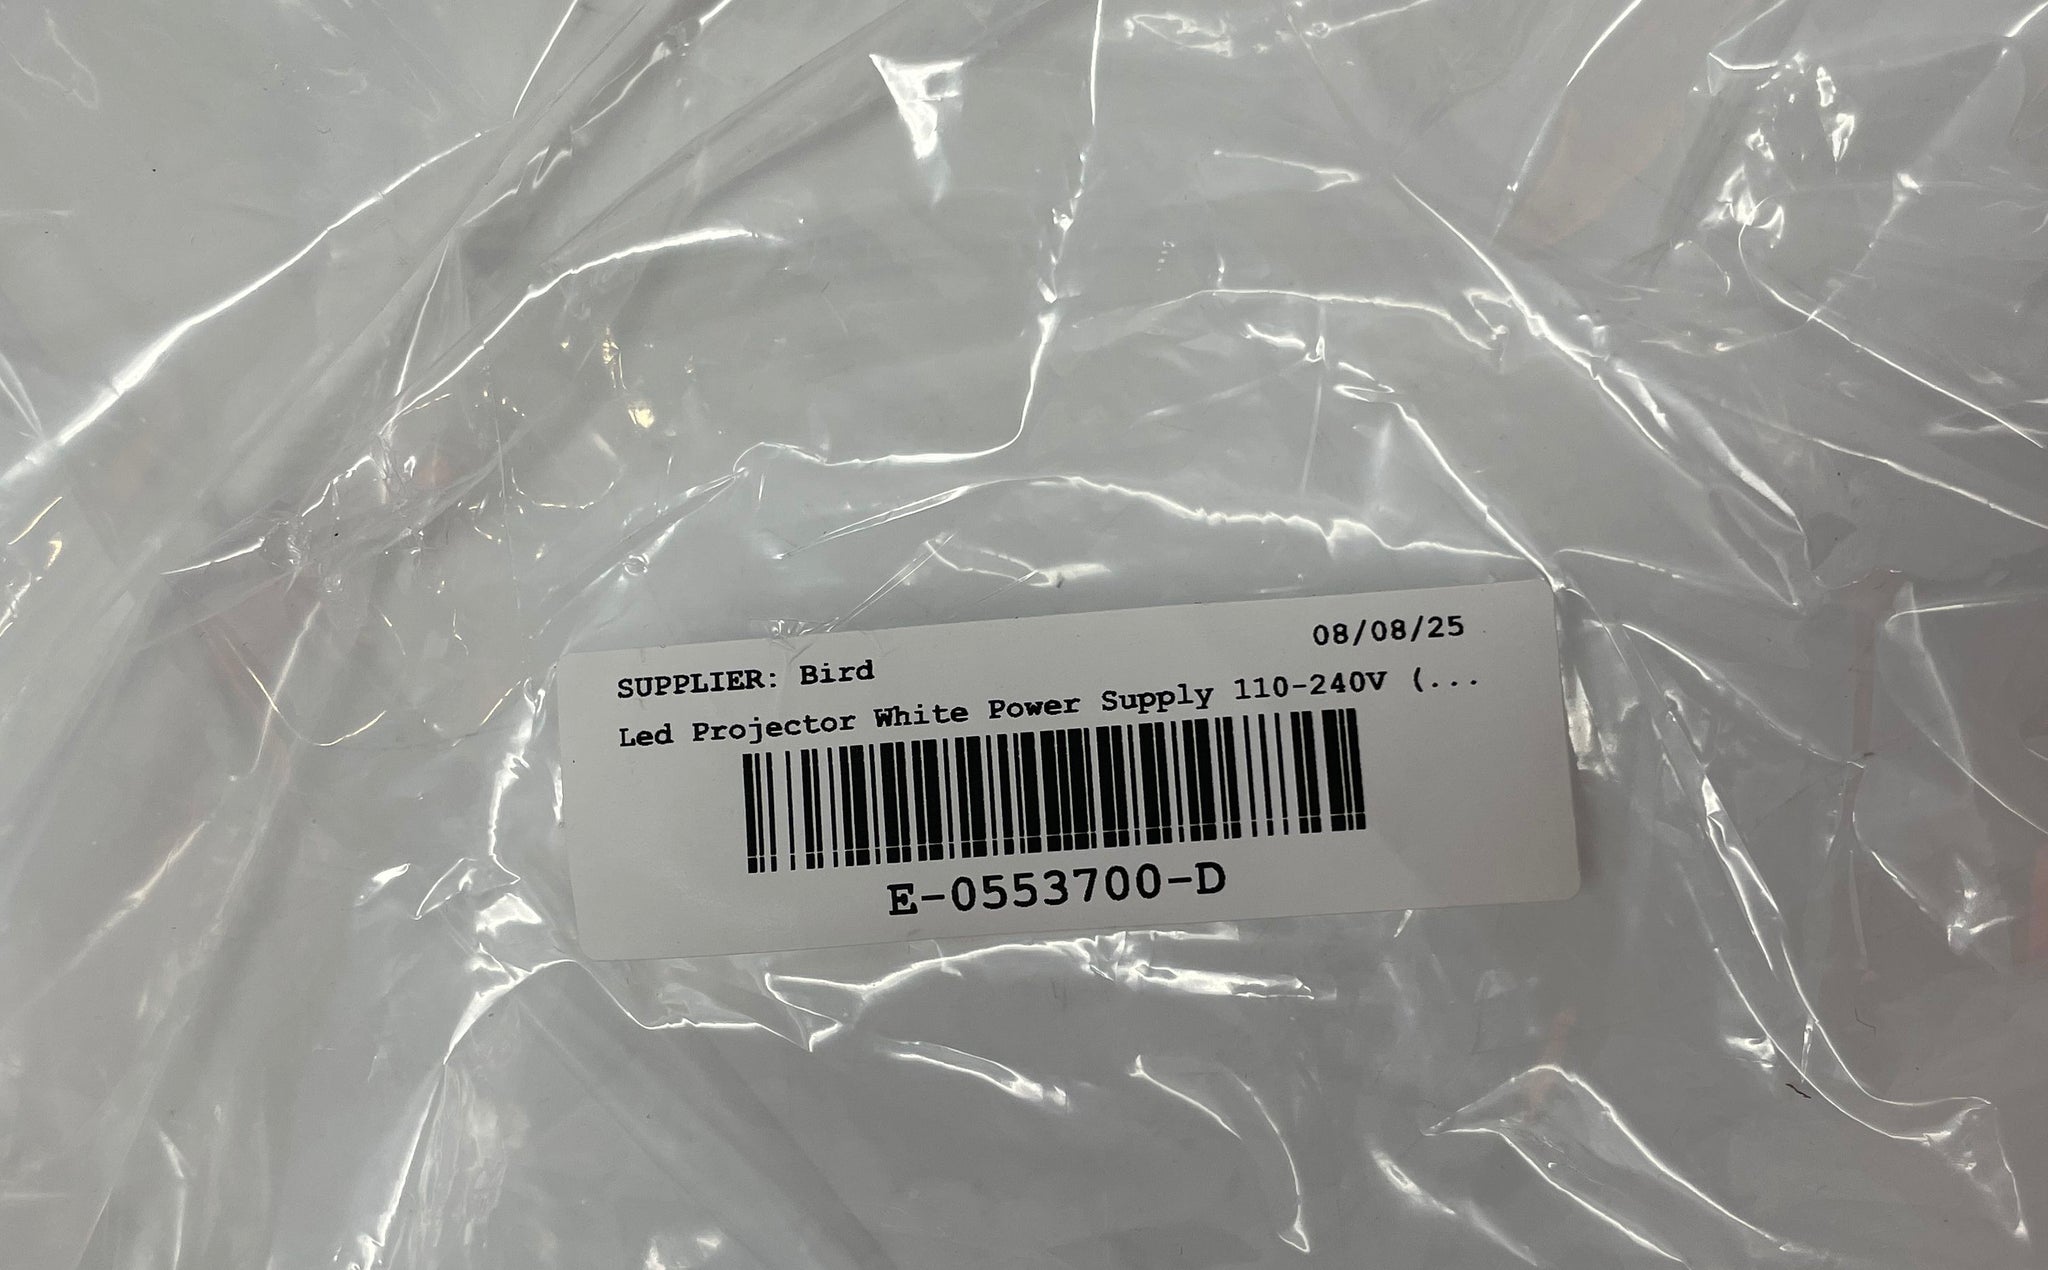 08/08/25
SUPPLIER: Bird
Led Projector White Power Supply 110-240V (...
E-0553700-D